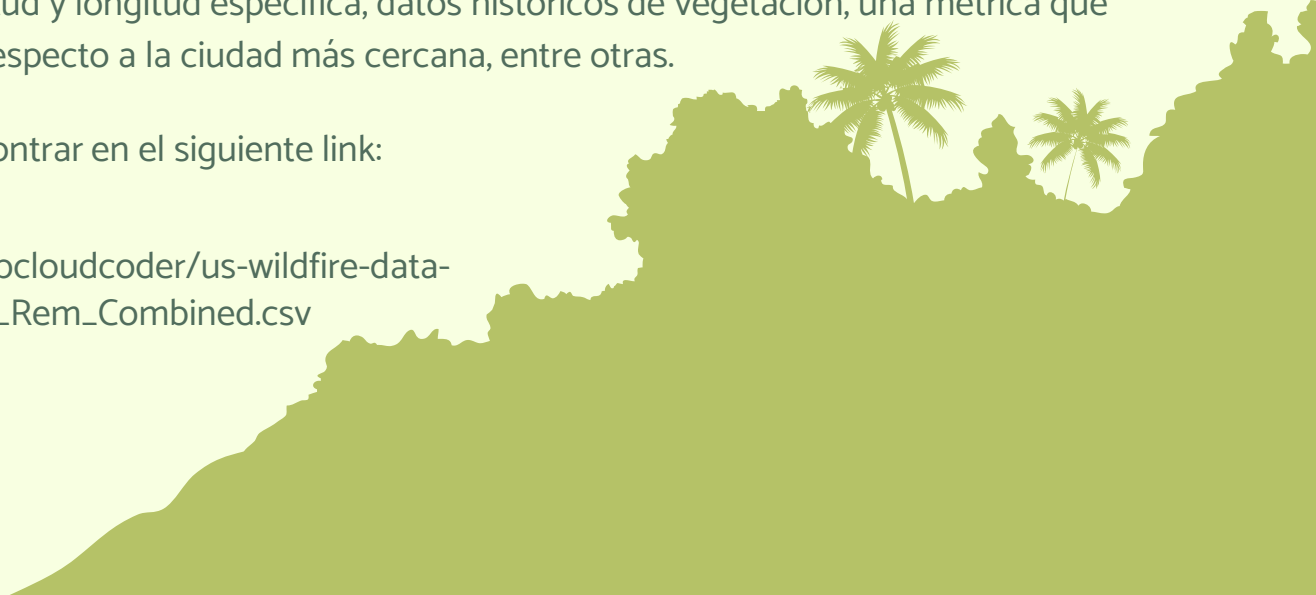 ud y longitud específica, datos históricos de vegetación, una métrica que
especto a la ciudad más cercana, entre otras.
ontrar en el siguiente link:
ocloudcoder/us-wildfire-data-
_Rem_Combined.csv